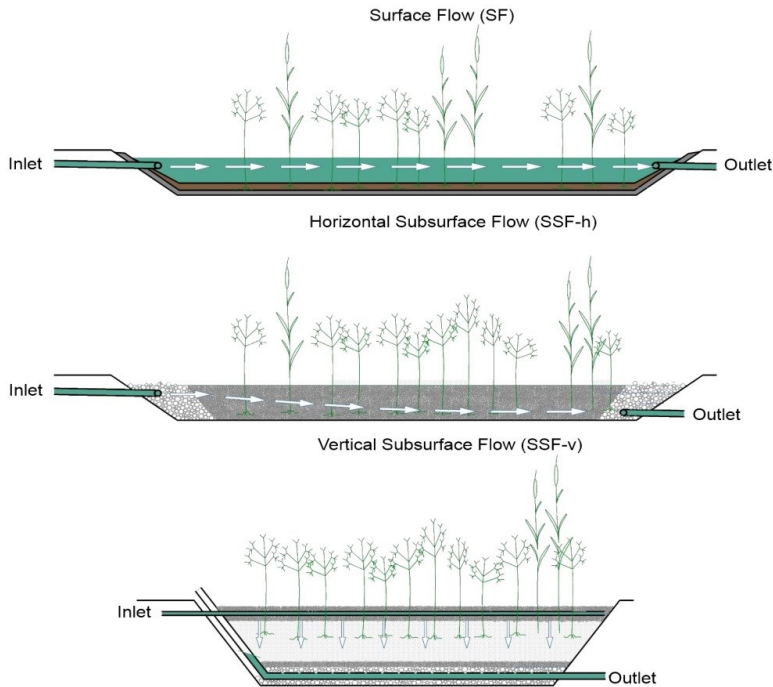 Surface Flow (SF)
Inlet
Outlet
Horizontal Subsurface Flow (SSF-h)
Inlet
Outlet
Vertical Subsurface Flow (SSF-v)
Inlet
Outlet